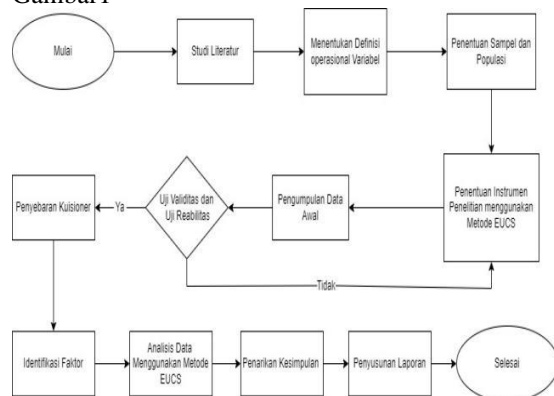 Gambar1
Mulai
Studi Literatur
Menentukan Definisi
operasional Variabel
Penentuan Sampel dan
Populasi
Penentuan Instrumen
Penelitian menggunakan
Metode EUCS
Pengumpulan Data
Awal
Uji Validitas dan
Uji Reabilitas
Ya
Tidak
Penyebaran Kuisioner
Identifikasi Faktor
Analisis Data
Menggunakan Metode
EUCS
Penarikan Kesimpulan
Penyusunan Laporan
Selesai